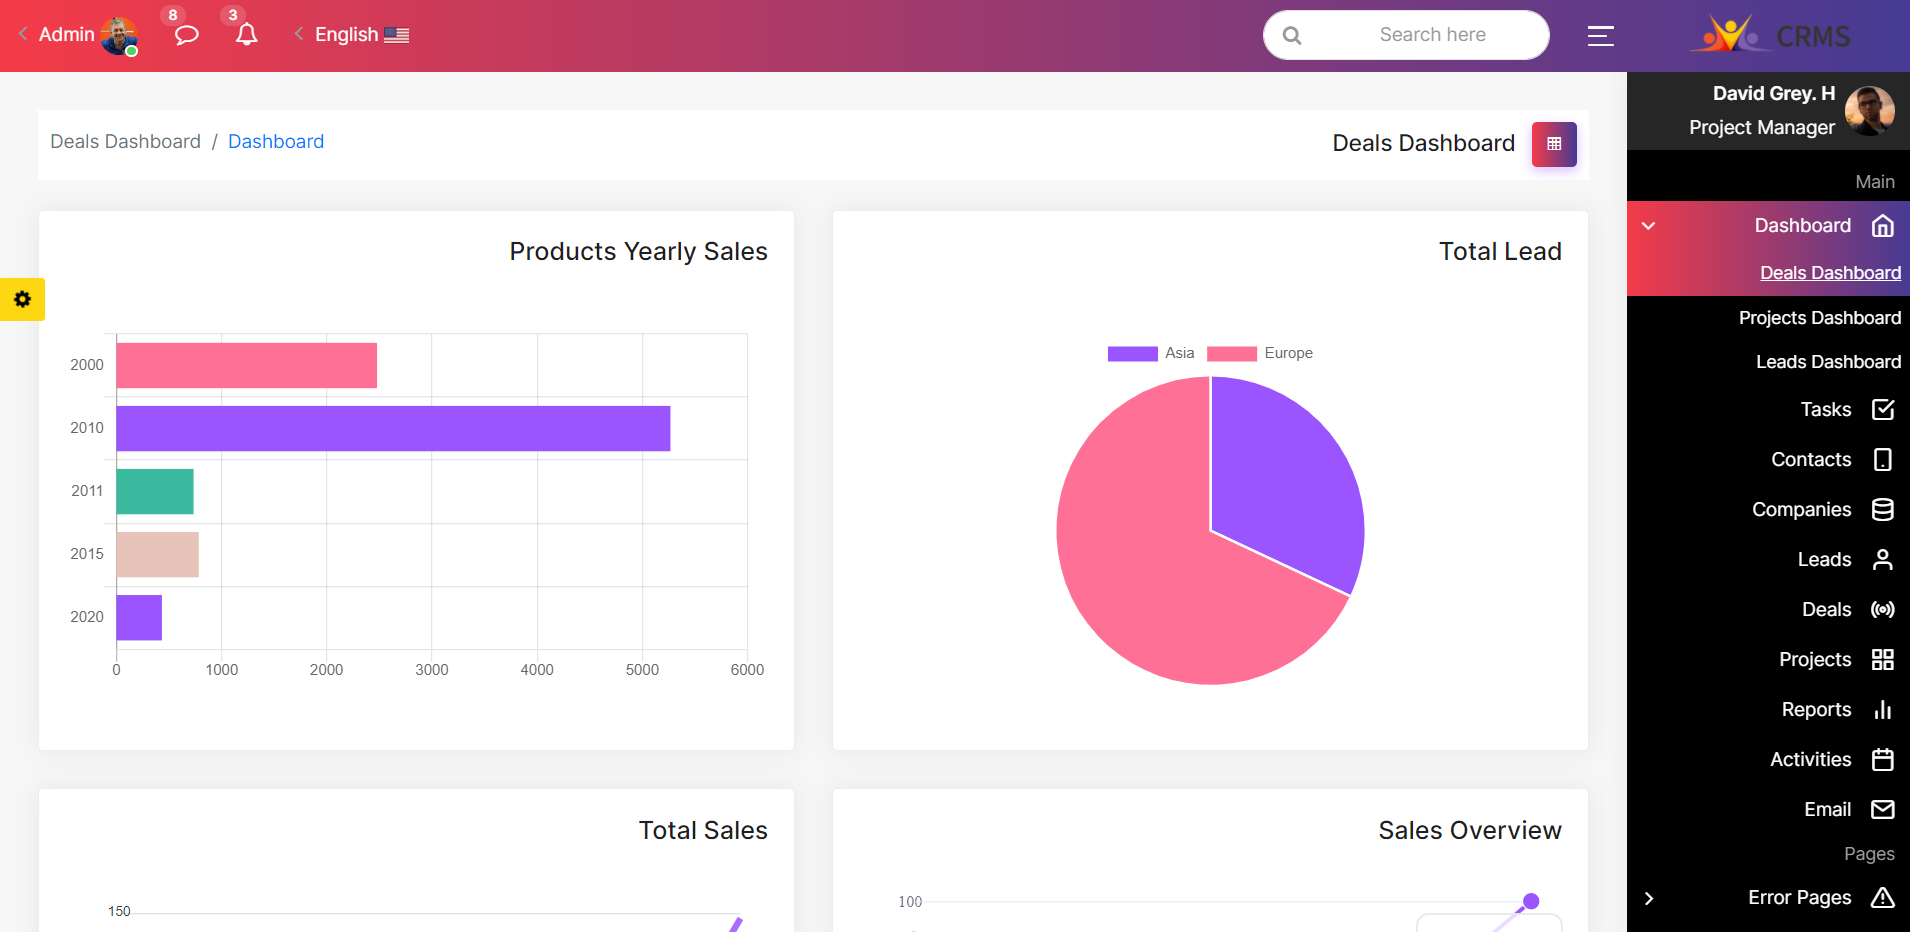 Admin
8
3
English
Search here
CRMS
David Grey. H
Project Manager
Main
Dashboard
Deals Dashboard
Projects Dashboard
Leads Dashboard
Tasks
Contacts
Companies
Leads
Deals
Projects
Reports
Activities
Email
Pages
Error Pages
Deals Dashboard / Dashboard
Deals Dashboard
Products Yearly Sales
2000
2010
2011
2015
2020
0 1000 2000 3000 4000 5000 6000
Total Lead
Asia Europe
Total Sales
150
Sales Overview
100